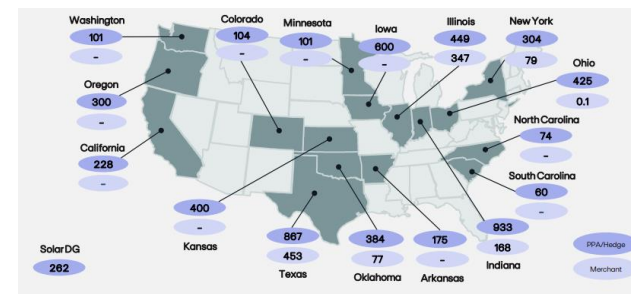 Washington
101
-
Colorado
104
-
Minnesota
101
-
Iowa
600
-
Illinois
449
347
New York
304
79
Ohio
425
0.1
Oregon
300
-
California
228
-
North Carolina
74
-
South Carolina
60
-
400
-
Kansas
867
453
Texas
384
77
Oklahoma
175
-
Arkansas
933
168
Indiana
Solar DG
262
PPA/Hedge
Merchant